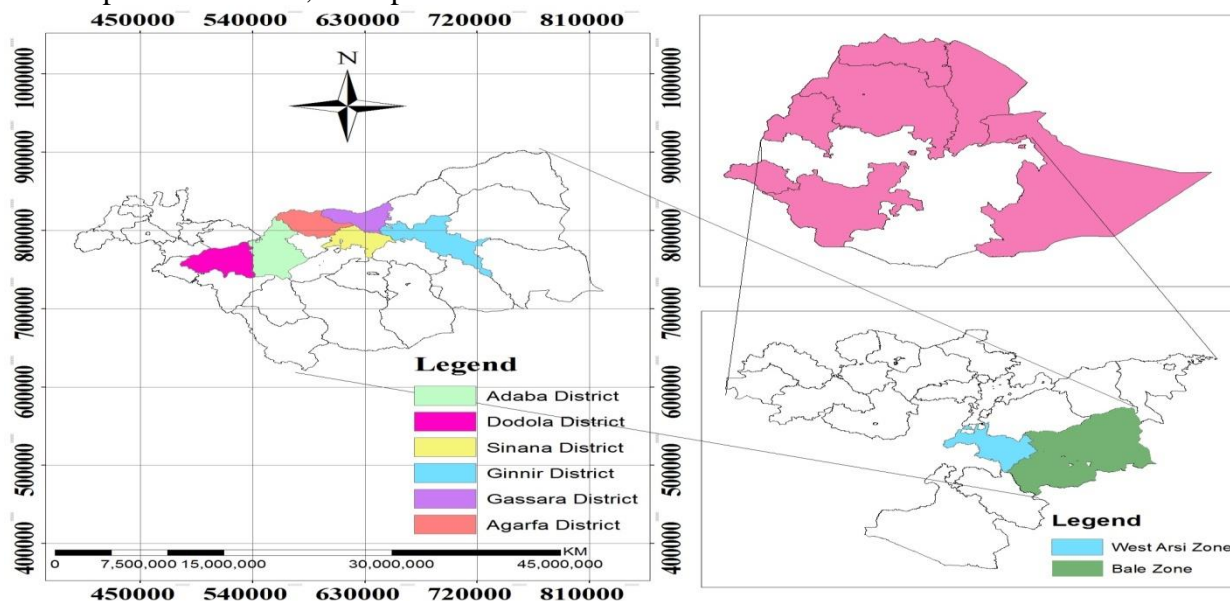 450000 540000 630000 720000 810000
N
1000000
900000
800000
700000
600000
500000
400000
1000000
900000
800000
700000
600000
500000
400000
Legend
Adaba District
Dodola District
Sinana District
Ginnir District
Gassara District
Agarfa District
KM
0 7,500,000 15,000,000 30,000,000 45,000,000
450000 540000 630000 720000 810000
Legend
West Arsi Zone
Bale Zone